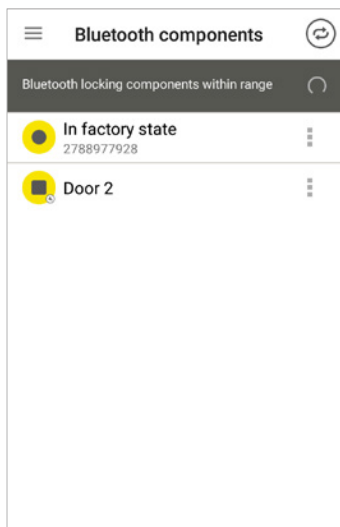 Bluetooth components
Bluetooth locking components within range
In factory state
2788977928
Door 2